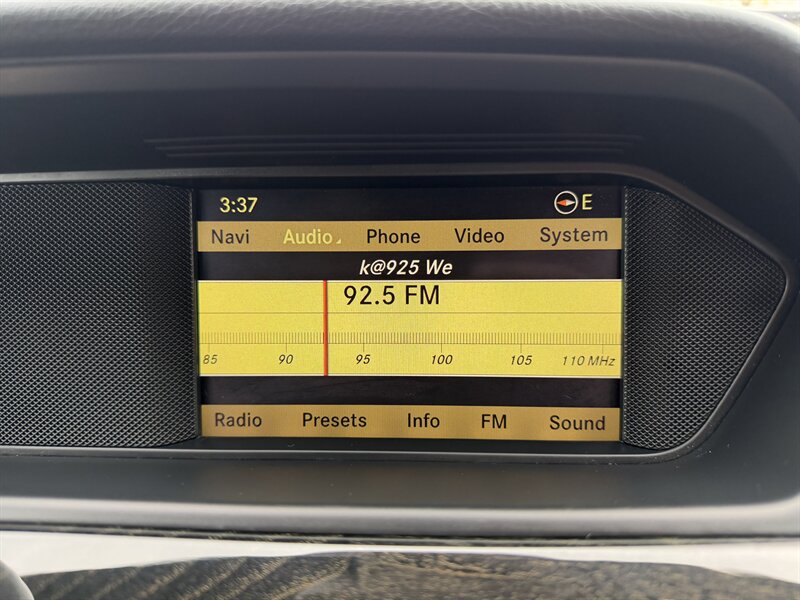 3:37 E
Navi Audio Phone Video System
k@925 We
92.5 FM
85 90 95 100 105 110 MHz
Radio Presets Info FM Sound